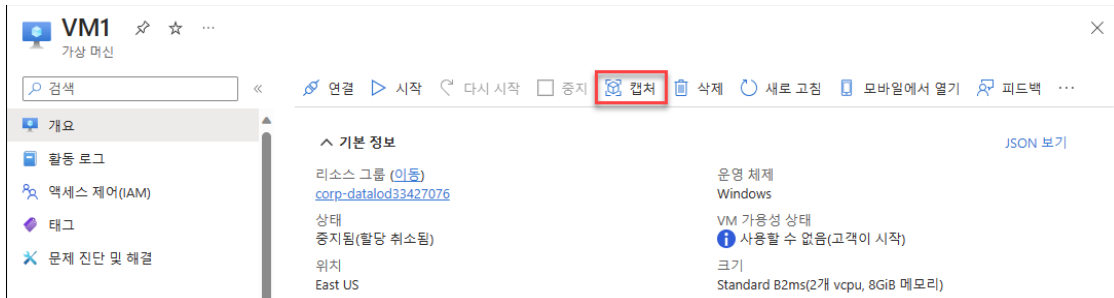 VM1
가상 머신
검색
연결 시작 다시 시작 중지 캡처 삭제 새로 고침 모바일에서 열기 피드백
개요
활동 로그
액세스 제어(IAM)
태그
문제 진단 및 해결
기본 정보
JSON 보기
리소스 그룹 (이동)
corp-datalod33427076
상태
중지됨(할당 취소됨)
위치
East US
운영 체제
Windows
VM 가용성 상태
사용할 수 없음(고객이 시작)
크기
Standard B2ms(2개 vcpu, 8GiB 메모리)